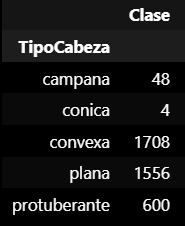 Clase
TipoCabeza
campana 48
conica 4
convexa 1708
plana 1556
protuberante 600